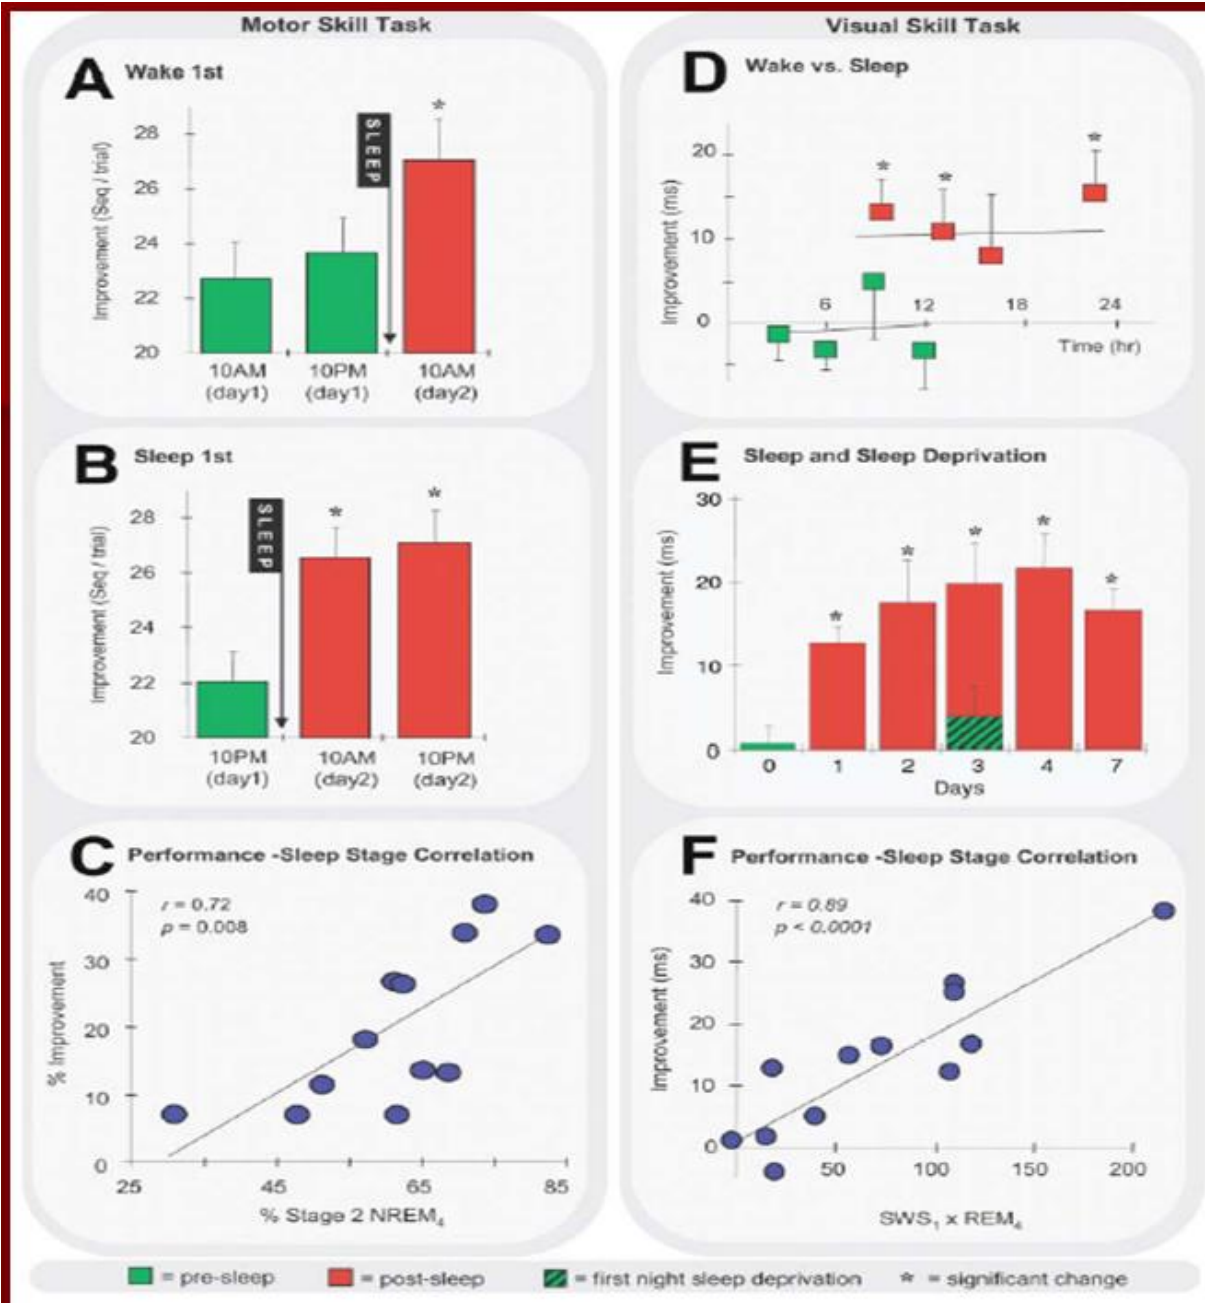 Motor Skill Task
A Wake 1st
Improvement (Seq / trial)
28
26
24
22
20
SLEEP
*
10AM
(day1)
10PM
(day1)
10AM
(day2)
B Sleep 1st
Improvement (Seq / trial)
28
26
24
22
20
SLEEP
*
*
10PM
(day1)
10AM
(day2)
10PM
(day2)
C Performance -Sleep Stage Correlation
r = 0.72
p = 0.008
% Improvement
40
30
20
10
0
25 45 65 85
% Stage 2 NREM4
Visual Skill Task
D Wake vs. Sleep
Improvement (ms)
20
10
0
* * *
6 12 18 24
Time (hr)
E Sleep and Sleep Deprivation
Improvement (ms)
30
20
10
0
* * * * *
0 1 2 3 4 7
Days
F Performance -Sleep Stage Correlation
r = 0.89
p < 0.0001
Improvement (ms)
40
30
20
10
0
50 100 150 200
SWS1 x REM4
= pre-sleep = post-sleep = first night sleep deprivation * = significant change